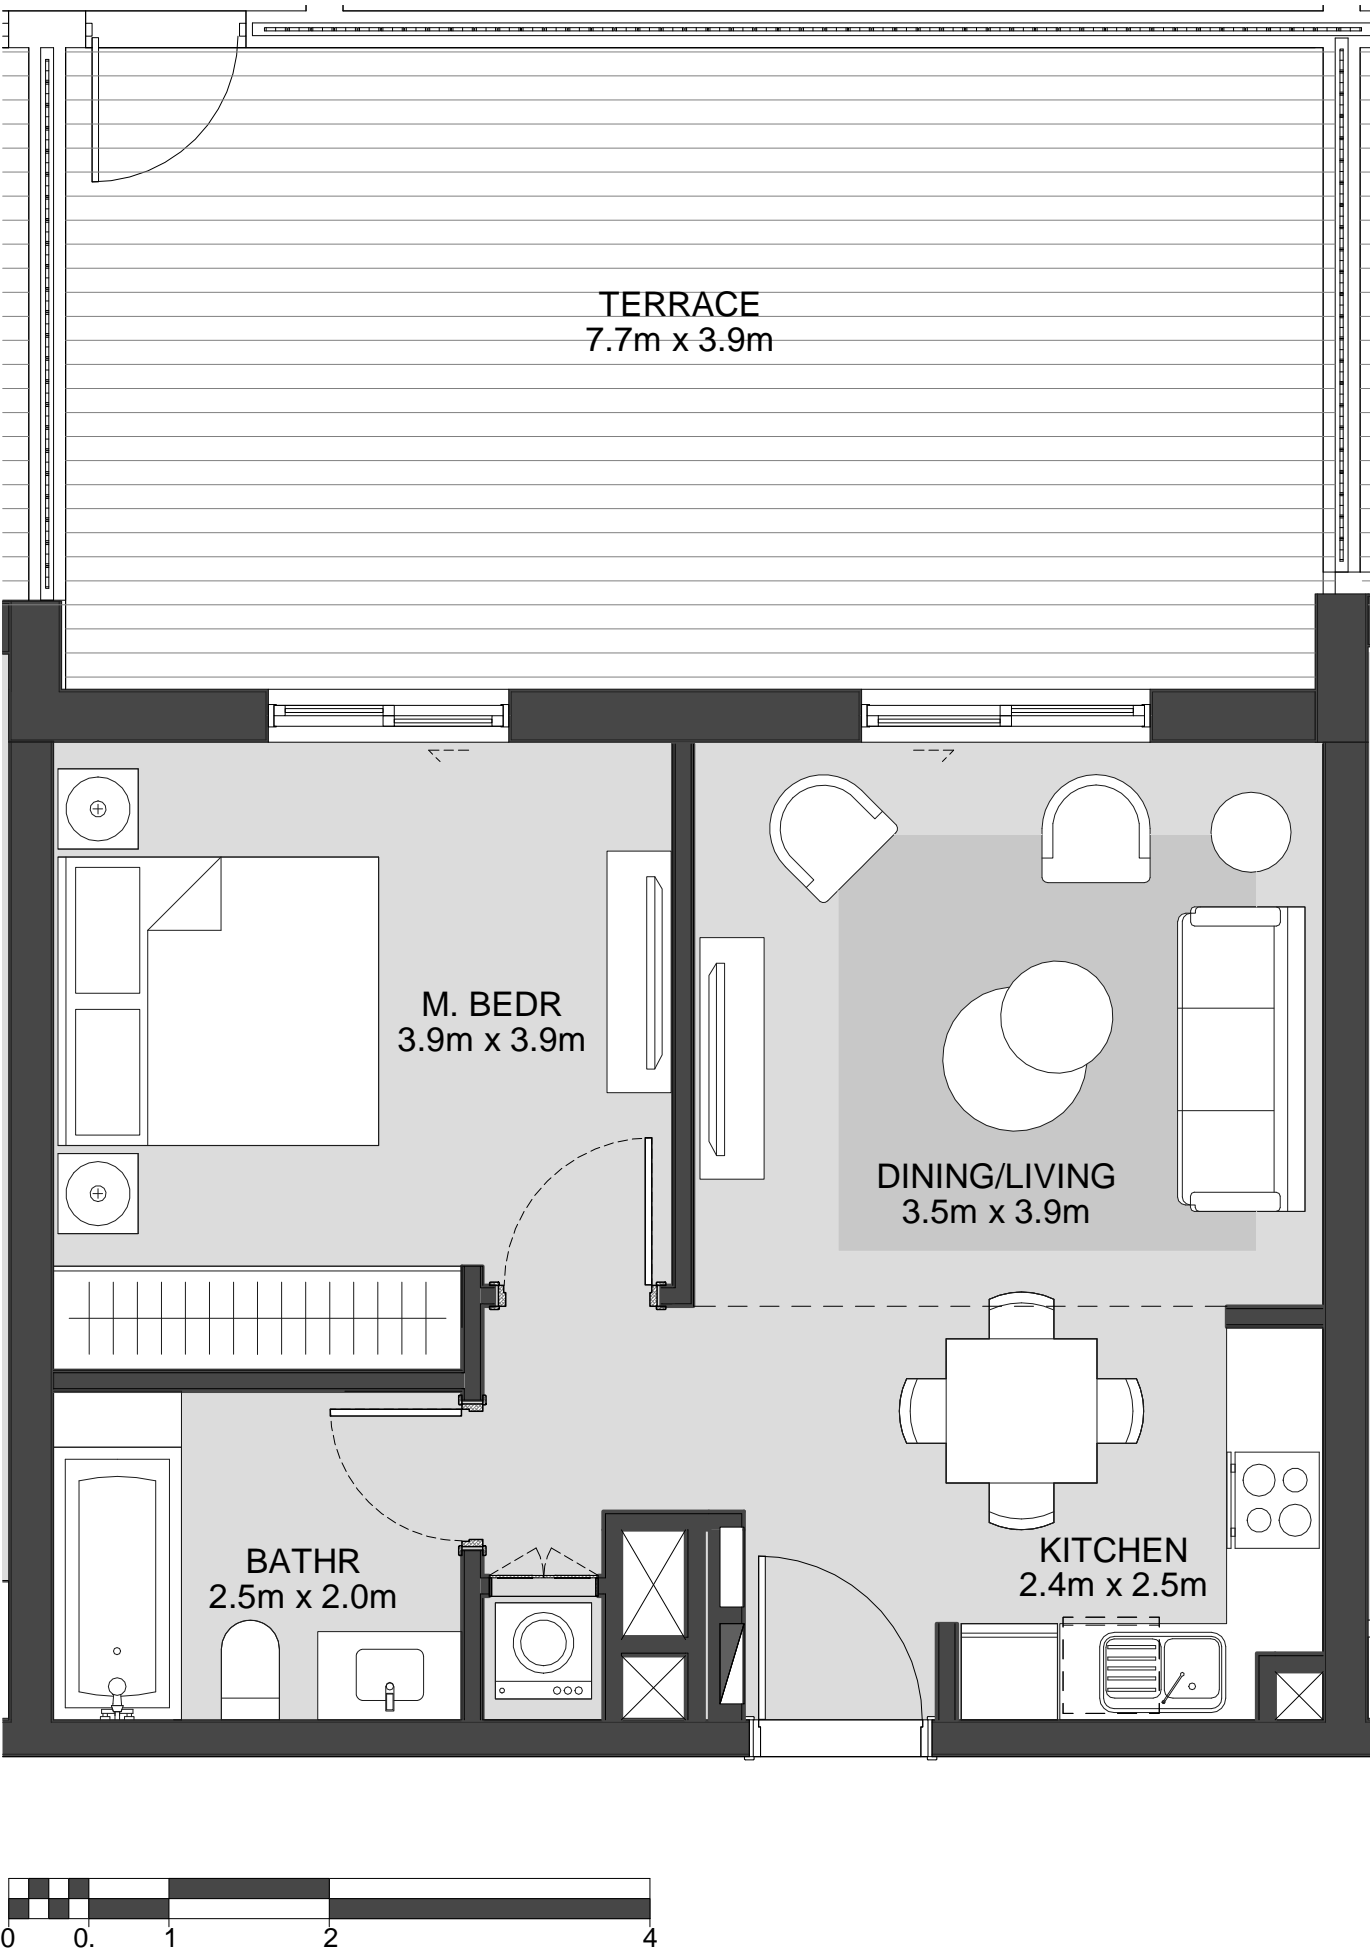 TERRACE
7.7m x 3.9m
M. BEDR
3.9m x 3.9m
DINING/LIVING
3.5m x 3.9m
BATHR
2.5m x 2.0m
KITCHEN
2.4m x 2.5m
0 0. 1 2 4